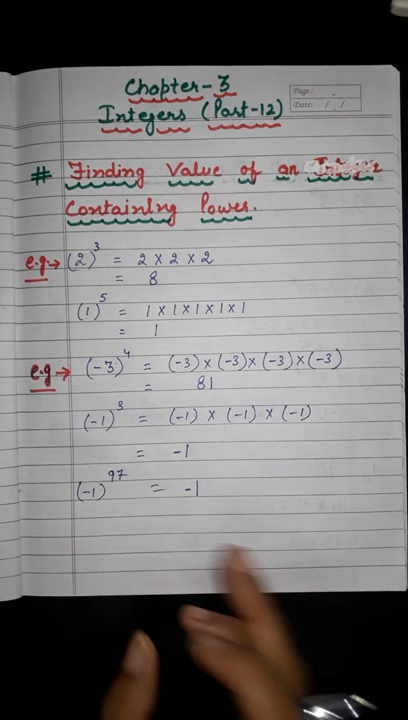 Chapter-3
Page:
Integers (Part-12)
Date: / /
# Finding Value of an Integer
Containing Power.
e.g.→ (2)³ = 2 × 2 × 2
= 8
(1)⁵ = 1 × 1 × 1 × 1 × 1
= 1
e.g → (-3)⁴ = (-3) × (-3) × (-3) × (-3)
= 81
(-1)³ = (-1) × (-1) × (-1)
= -1
(-1)⁹⁷ = -1